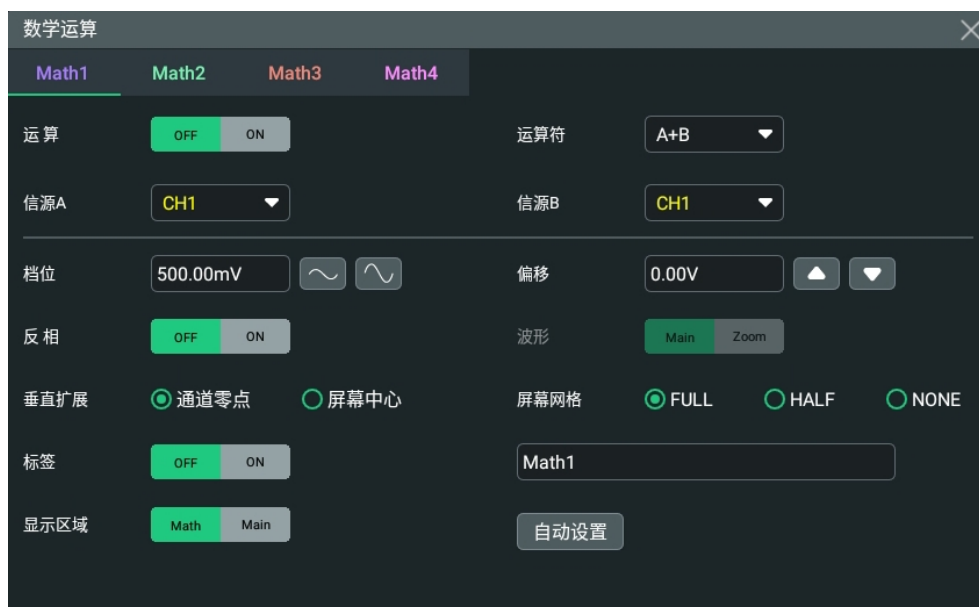 数学运算
Math1 Math2 Math3 Math4
运算 OFF ON 运算符 A+B
信源A CH1 信源B CH1
档位 500.00mV 偏移 0.00V
反相 OFF ON 波形 Main Zoom
垂直扩展 通道零点 屏幕中心 屏幕网格 FULL HALF NONE
标签 OFF ON Math1
显示区域 Math Main 自动设置